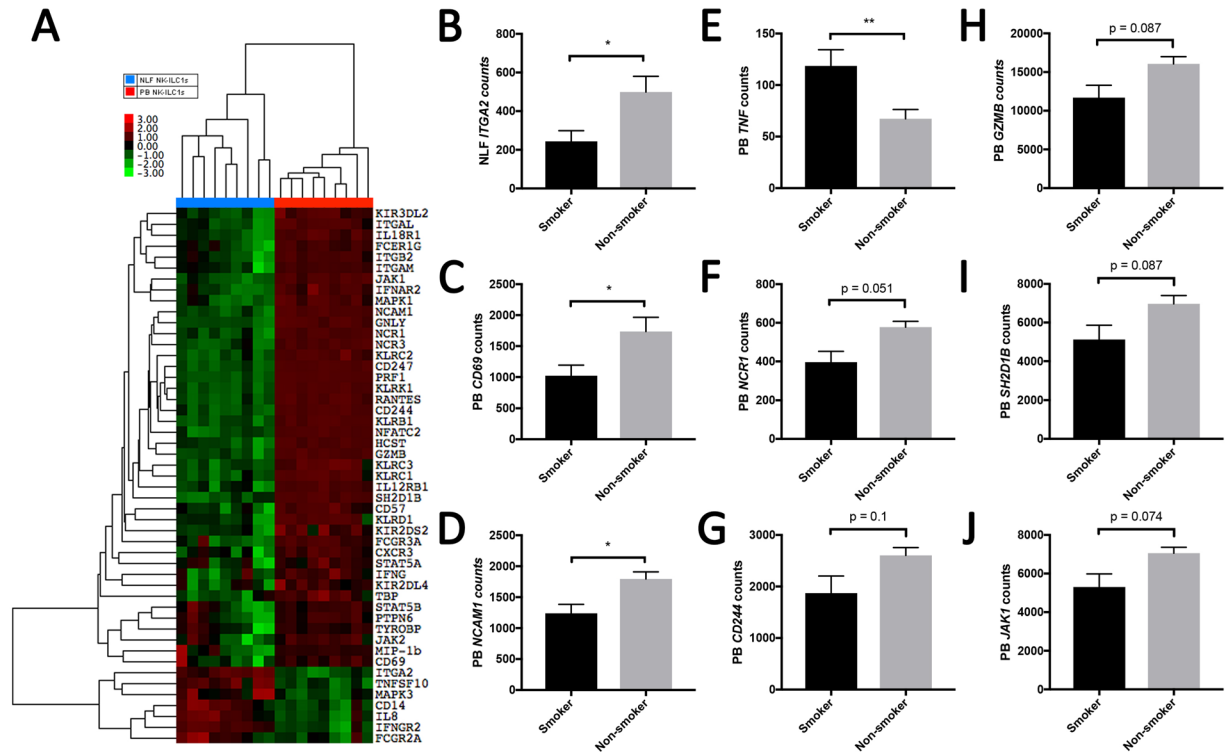 A
NLF NK-ILC1s
PB NK-ILC1s
3.00
2.00
1.00
0.00
−1.00
−2.00
−3.00
KIR3DL2
ITGAL
IL18R1
FCER1G
ITGB2
ITGAM
JAK1
IFNAR2
MAPK1
NCAM1
GNLY
NCR1
NCR3
KLRC2
CD247
PRF1
KLRK1
RANTES
CD244
KLRB1
NFATC2
HCST
GZMB
KLRC3
KLRC1
IL12RB1
SH2D1B
CD57
KLRD1
KIR2DS2
FCGR3A
CXCR3
STAT5A
IFNG
KIR2DL4
TBP
STAT5B
PTPN6
TYROBP
JAK2
MIP-1b
CD69
ITGA2
TNFSF10
MAPK3
CD14
IL8
IFNGR2
FCGR2A
B
NLF ITGA2 counts
800
600
400
200
0
*
Smoker
Non-smoker
C
PB CD69 counts
2500
2000
1500
1000
500
0
*
Smoker
Non-smoker
D
PB NCAM1 counts
2500
2000
1500
1000
500
0
*
Smoker
Non-smoker
E
PB TNF counts
150
100
50
0
**
Smoker
Non-smoker
F
PB NCR1 counts
800
600
400
200
0
p = 0.051
Smoker
Non-smoker
G
PB CD244 counts
3000
2000
1000
0
p = 0.1
Smoker
Non-smoker
H
PB GZMB counts
20000
15000
10000
5000
0
p = 0.087
Smoker
Non-smoker
I
PB SH2D1B counts
8000
6000
4000
2000
0
p = 0.087
Smoker
Non-smoker
J
PB JAK1 counts
8000
6000
4000
2000
0
p = 0.074
Smoker
Non-smoker